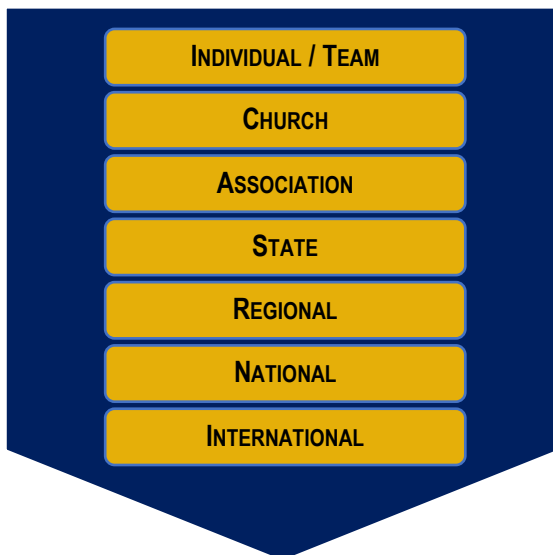 INDIVIDUAL / TEAM
CHURCH
ASSOCIATION
STATE
REGIONAL
NATIONAL
INTERNATIONAL